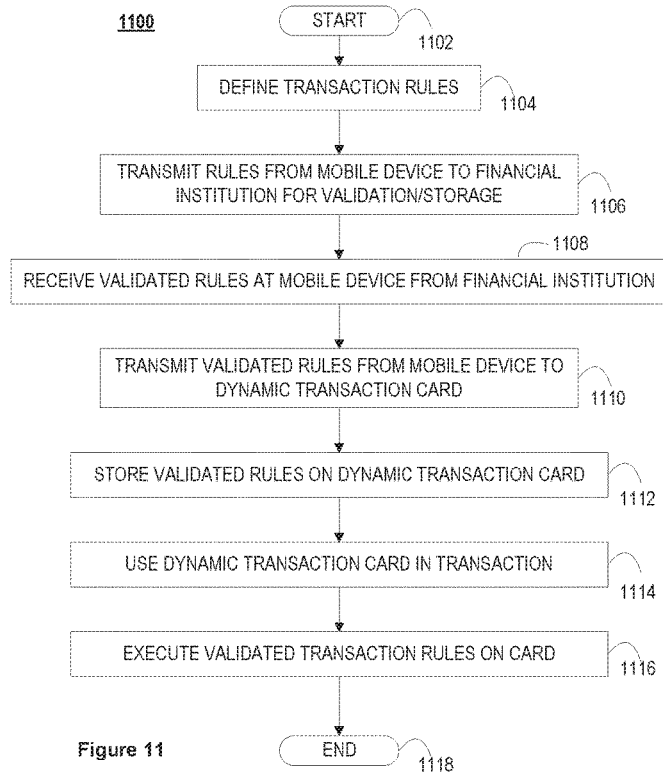 1100
START
1102
DEFINE TRANSACTION RULES
1104
TRANSMIT RULES FROM MOBILE DEVICE TO FINANCIAL
INSTITUTION FOR VALIDATION/STORAGE
1106
1108
RECEIVE VALIDATED RULES AT MOBILE DEVICE FROM FINANCIAL INSTITUTION
TRANSMIT VALIDATED RULES FROM MOBILE DEVICE TO
DYNAMIC TRANSACTION CARD
1110
STORE VALIDATED RULES ON DYNAMIC TRANSACTION CARD
1112
USE DYNAMIC TRANSACTION CARD IN TRANSACTION
1114
EXECUTE VALIDATED TRANSACTION RULES ON CARD
1116
Figure 11
END
1118